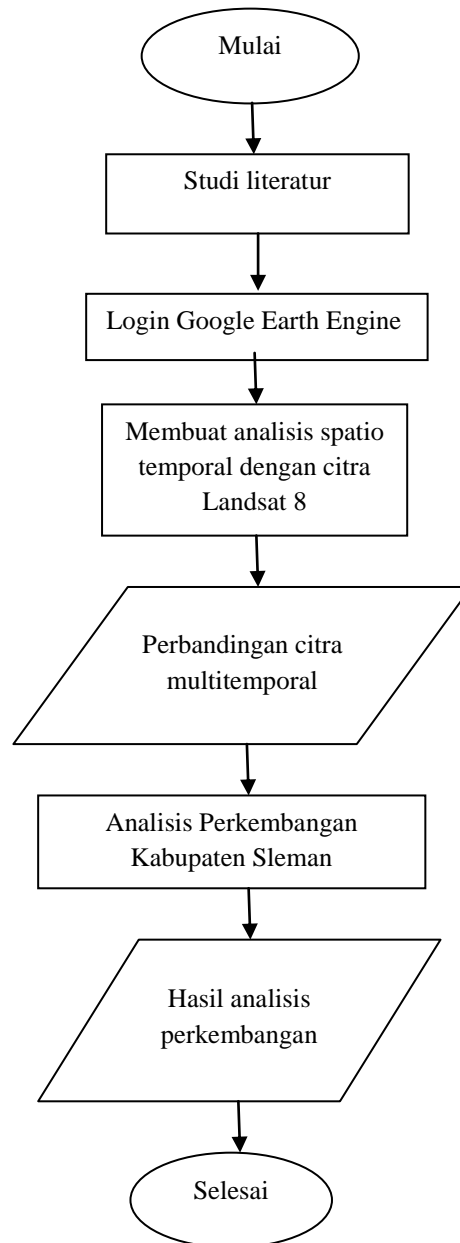 Mulai
Studi literatur
Login Google Earth Engine
Membuat analisis spatio
temporal dengan citra
Landsat 8
Perbandingan citra
multitemporal
Analisis Perkembangan
Kabupaten Sleman
Hasil analisis
perkembangan
Selesai